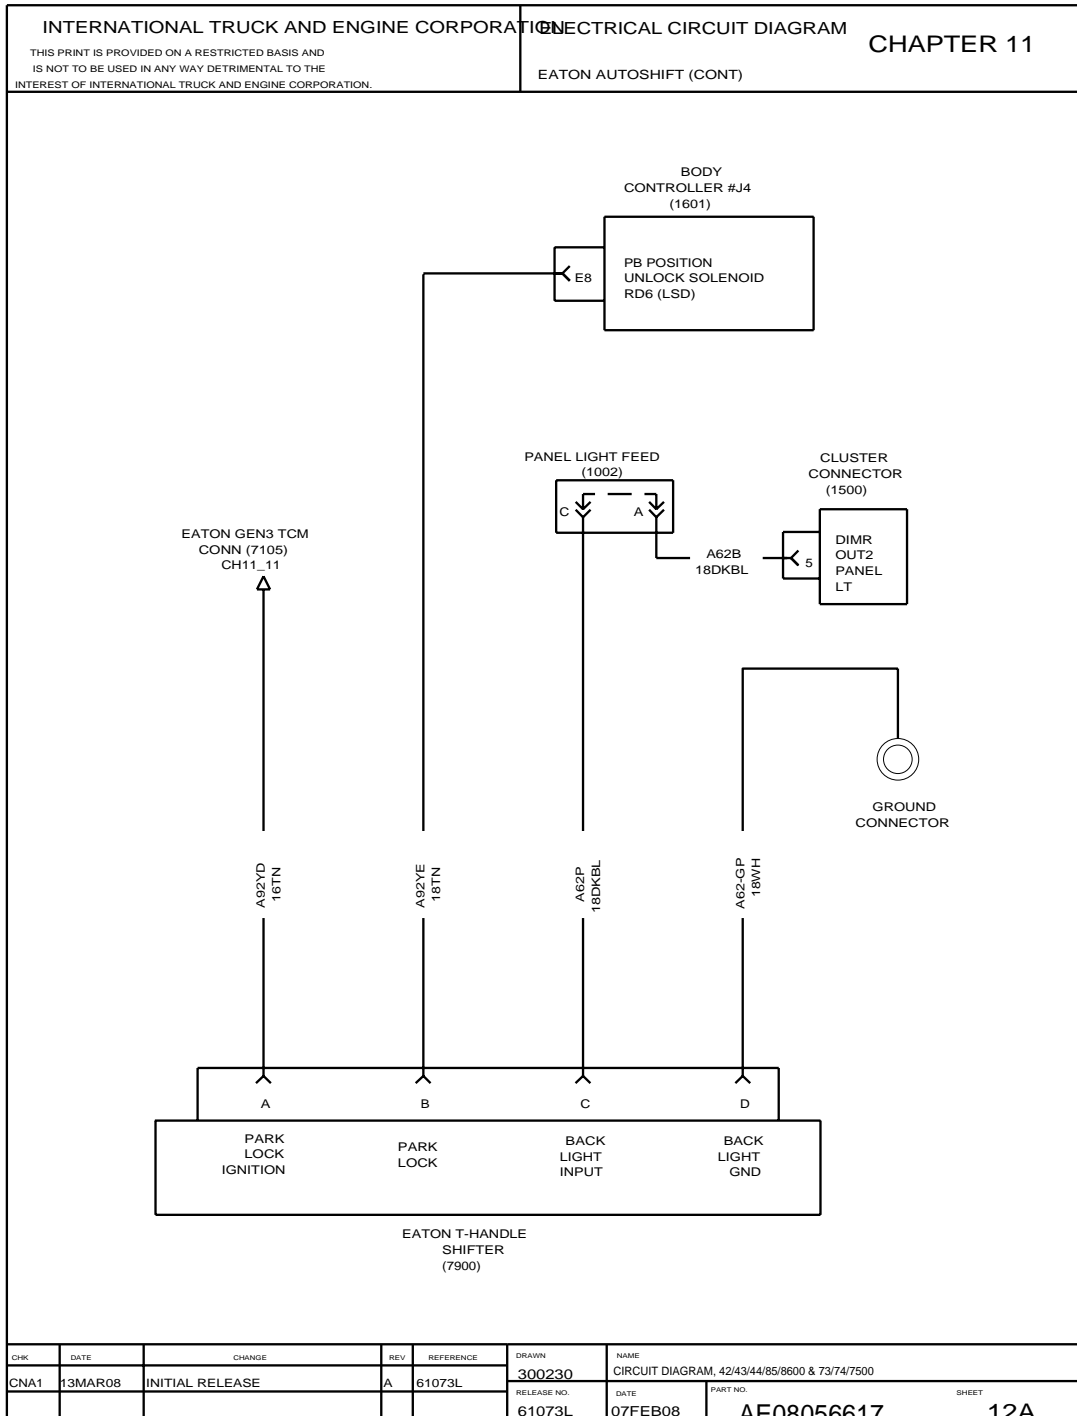 INTERNATIONAL TRUCK AND ENGINE CORPORATION
THIS PRINT IS PROVIDED ON A RESTRICTED BASIS AND
IS NOT TO BE USED IN ANY WAY DETRIMENTAL TO THE
INTEREST OF INTERNATIONAL TRUCK AND ENGINE CORPORATION.
ELECTRICAL CIRCUIT DIAGRAM
CHAPTER 11
EATON AUTOSHIFT (CONT)
BODY
CONTROLLER #J4
(1601)
E8
PB POSITION
UNLOCK SOLENOID
RD6 (LSD)
PANEL LIGHT FEED
(1002)
C
A
A62B
18DKBL
CLUSTER
CONNECTOR
(1500)
5
DIMR
OUT2
PANEL
LT
EATON GEN3 TCM
CONN (7105)
CH11_11
GROUND
CONNECTOR
A92YD
16TN
A92YE
18TN
A62P
18DKBL
A62-GP
18WH
A
B
C
D
PARK
LOCK
IGNITION
PARK
LOCK
BACK
LIGHT
INPUT
BACK
LIGHT
GND
EATON T-HANDLE
SHIFTER
(7900)
CHK
DATE
CHANGE
REV
REFERENCE
CNA1
13MAR08
INITIAL RELEASE
A
61073L
DRAWN
300230
NAME
CIRCUIT DIAGRAM, 42/43/44/85/8600 & 73/74/7500
RELEASE NO.
61073L
DATE
07FEB08
PART NO.
AE08056617
SHEET
12A